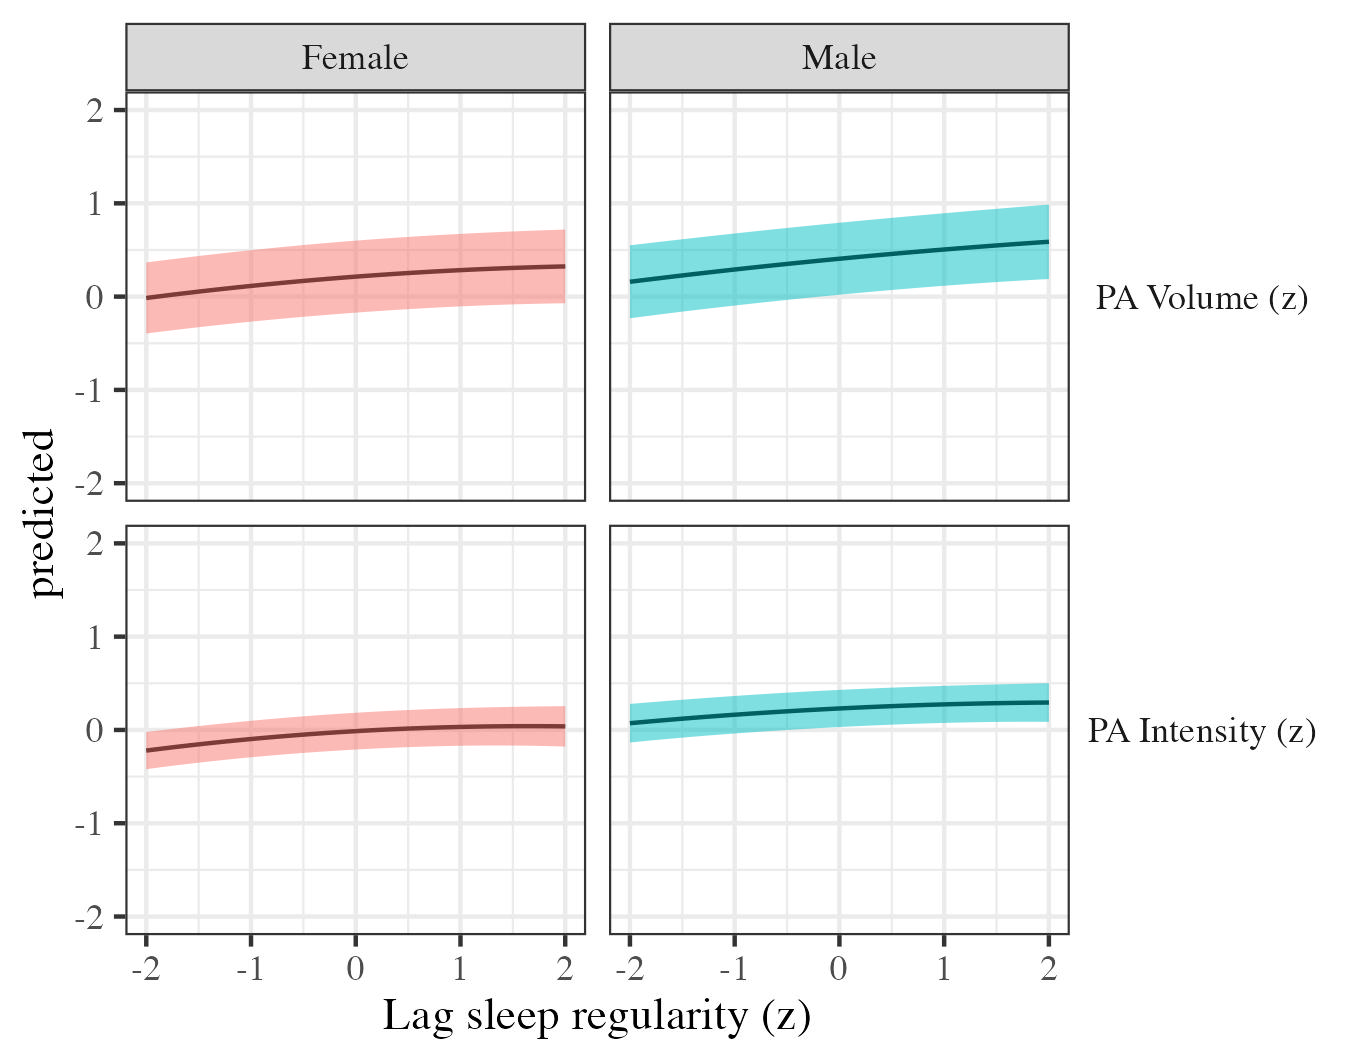 Female Male
2
1
0
-1
-2
PA Volume (z)
predicted
2
1
0
-1
-2
PA Intensity (z)
-2 -1 0 1 2 -2 -1 0 1 2
Lag sleep regularity (z)